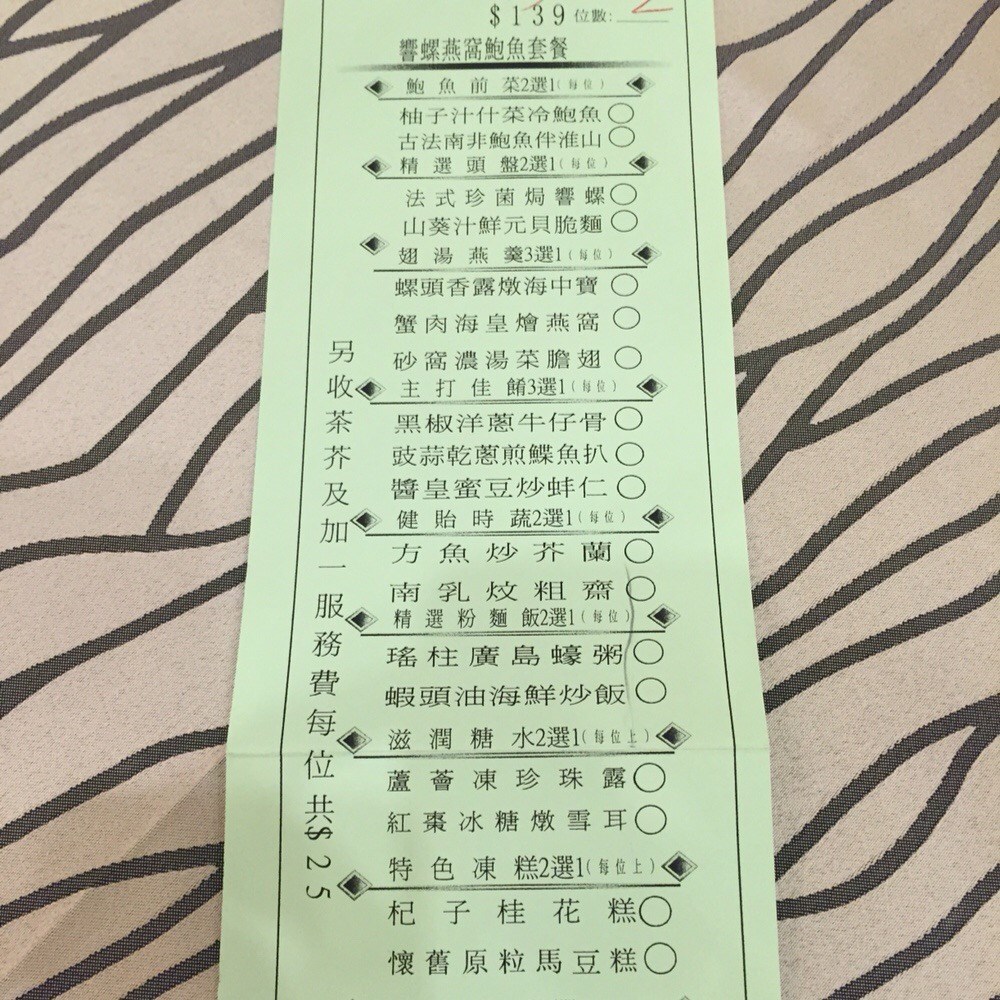 $139 位數:
響螺燕窩鮑魚套餐
鮑魚前菜2選1(每位)
柚子汁什菜冷鮑魚
古法南非鮑魚伴淮山
精選頭盤2選1(每位)
法式珍菌焗響螺
山葵汁鮮元貝脆麵
翅湯燕羹3選1(每位)
螺頭香露燉海中寶
蟹肉海皇燴燕窩
砂窩濃湯菜膽翅
主打佳餚3選1(每位)
黑椒洋蔥牛仔骨
豉蒜乾蔥煎鰈魚扒
醬皇蜜豆炒蚌仁
健貽時蔬2選1(每位)
方魚炒芥蘭
南乳炆粗齋
精選粉麵飯2選1(每位)
瑤柱廣島蠔粥
蝦頭油海鮮炒飯
滋潤糖水2選1(每位上)
蘆薈凍珍珠露
紅棗冰糖燉雪耳
特色凍糕2選1(每位上)
杞子桂花糕
懷舊原粒馬豆糕
另收茶芥及加一服務費每位共$25